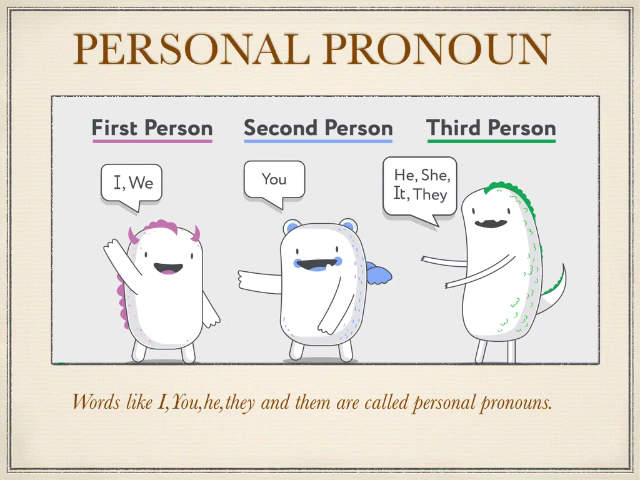 PERSONAL PRONOUN
First Person
Second Person
Third Person
I, We
You
He, She,
It, They
Words like I,You,he,they and them are called personal pronouns.